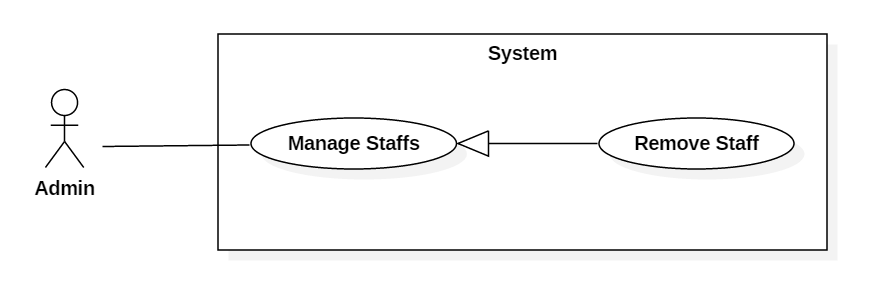 System
Manage Staffs
Remove Staff
Admin